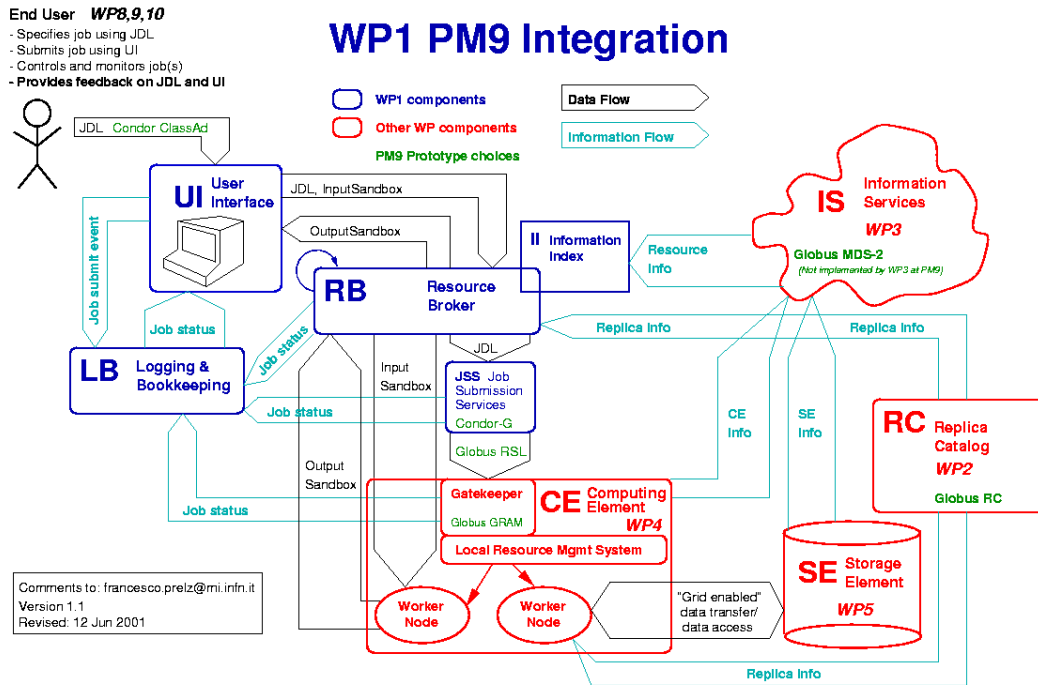 End User WP8,9,10
- Specifies job using JDL
- Submits job using UI
- Controls and monitors job(s)
- Provides feedback on JDL and UI
WP1 PM9 Integration
WP1 components
Other WP components
PM9 Prototype choices
Data Flow
Information Flow
JDL Condor ClassAd
UI User
Interface
JDL, InputSandbox
OutputSandbox
II Information
Index
Resource
Info
IS Information
Services
WP3
Globus MDS-2
(Not implemented by WP3 at PM9)
Job submit event
Job status
Job status
RB Resource
Broker
Replica Info
Replica Info
LB Logging &
Bookkeeping
Input
Sandbox
JDL
JSS Job
Submission
Services
Condor-G
Job status
Globus RSL
CE
Info
SE
Info
RC Replica
Catalog
WP2
Globus RC
Output
Sandbox
Job status
Gatekeeper
Globus GRAM
CE Computing
Element
WP4
Local Resource Mgmt System
Worker
Node
Worker
Node
"Grid enabled"
data transfer/
data access
SE Storage
Element
WP5
Replica Info
Comments to: francesco.prelz@mi.infn.it
Version 1.1
Revised: 12 Jun 2001